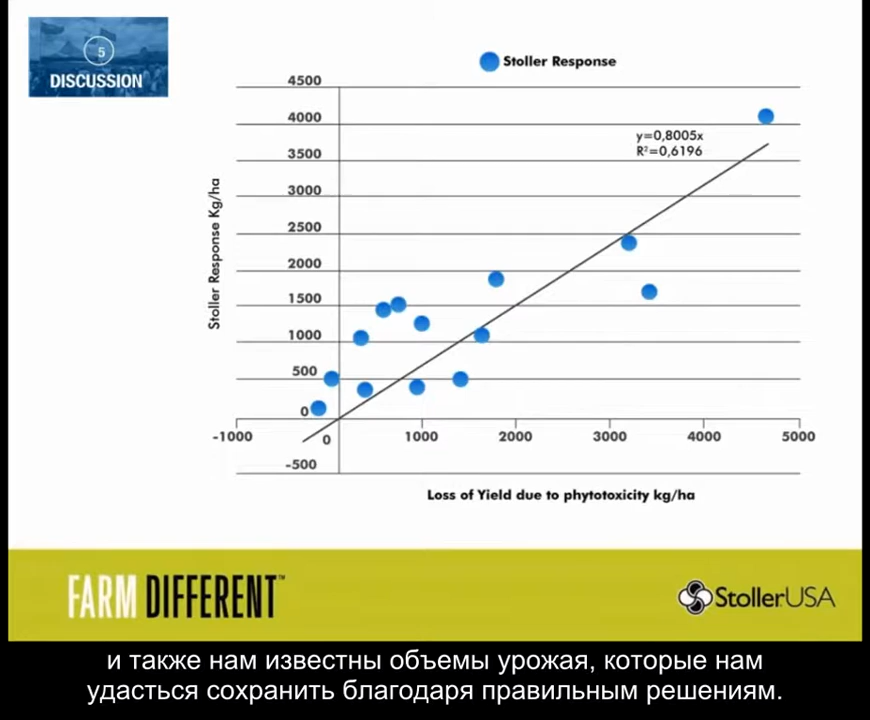 5
DISCUSSION
Stoller Response
4500
4000
3500
3000
2500
2000
1500
1000
500
0
-500
y=0,8005x
R²=0,6196
Stoller Response Kg/ha
-1000 0 1000 2000 3000 4000 5000
Loss of Yield due to phytotoxicity kg/ha
FARM DIFFERENT™
StollerUSA
и также нам известны объемы урожая, которые нам
удасться сохранить благодаря правильным решениям.